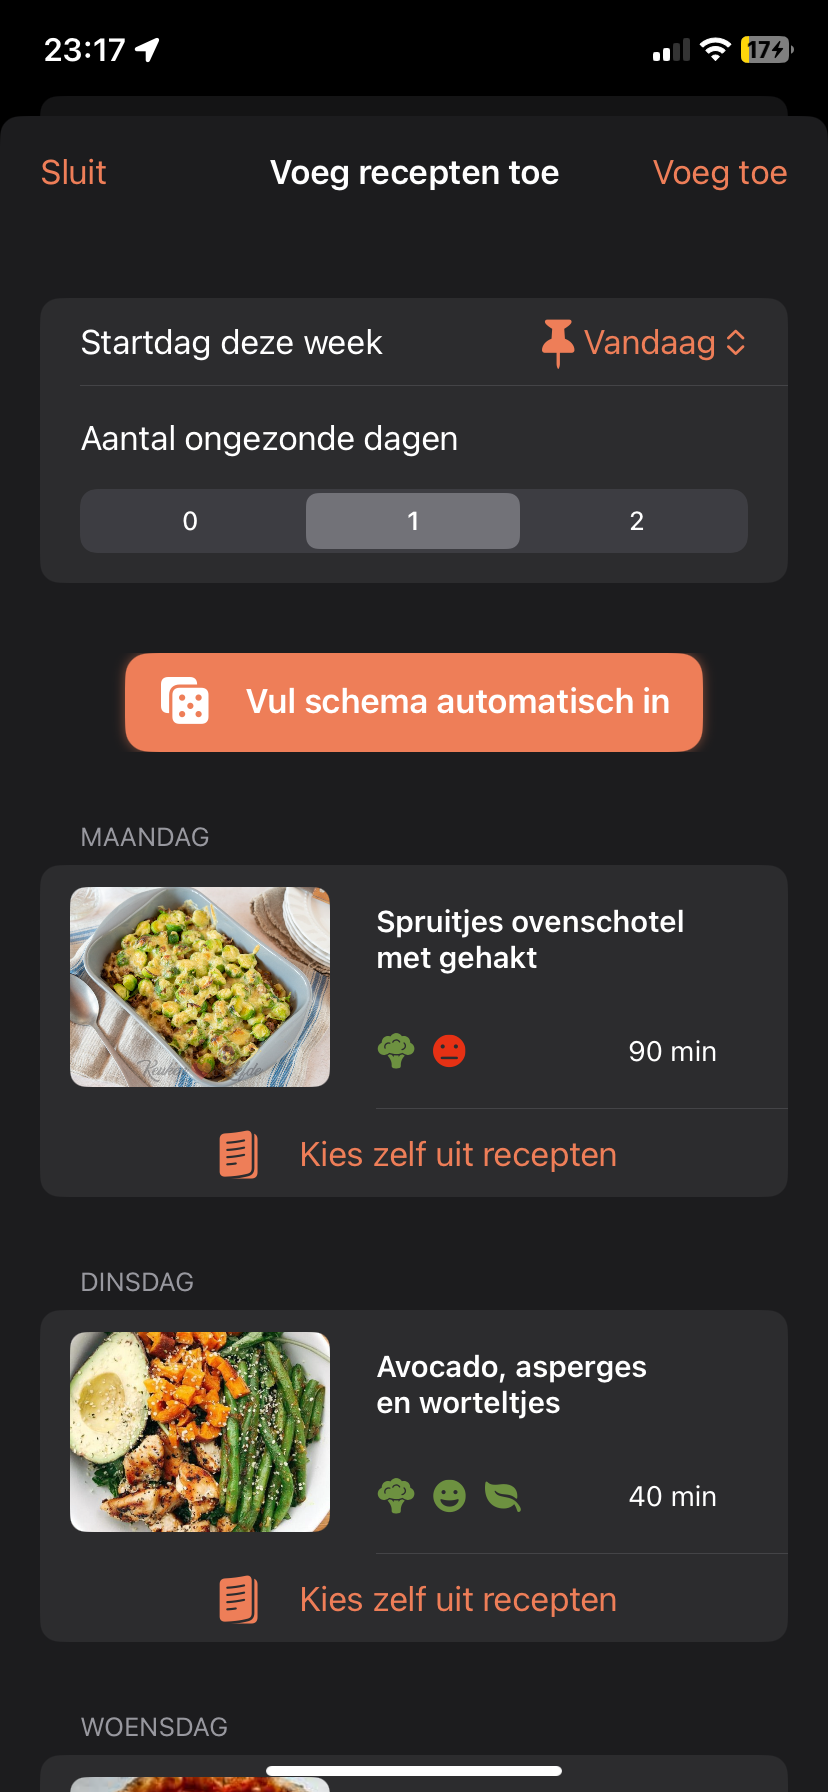 23:17
17
Sluit
Voeg recepten toe
Voeg toe
Startdag deze week
Vandaag
Aantal ongezonde dagen
0 1 2
Vul schema automatisch in
MAANDAG
Spruitjes ovenschotel
met gehakt
90 min
Kies zelf uit recepten
DINSDAG
Avocado, asperges
en worteltjes
40 min
Kies zelf uit recepten
WOENSDAG